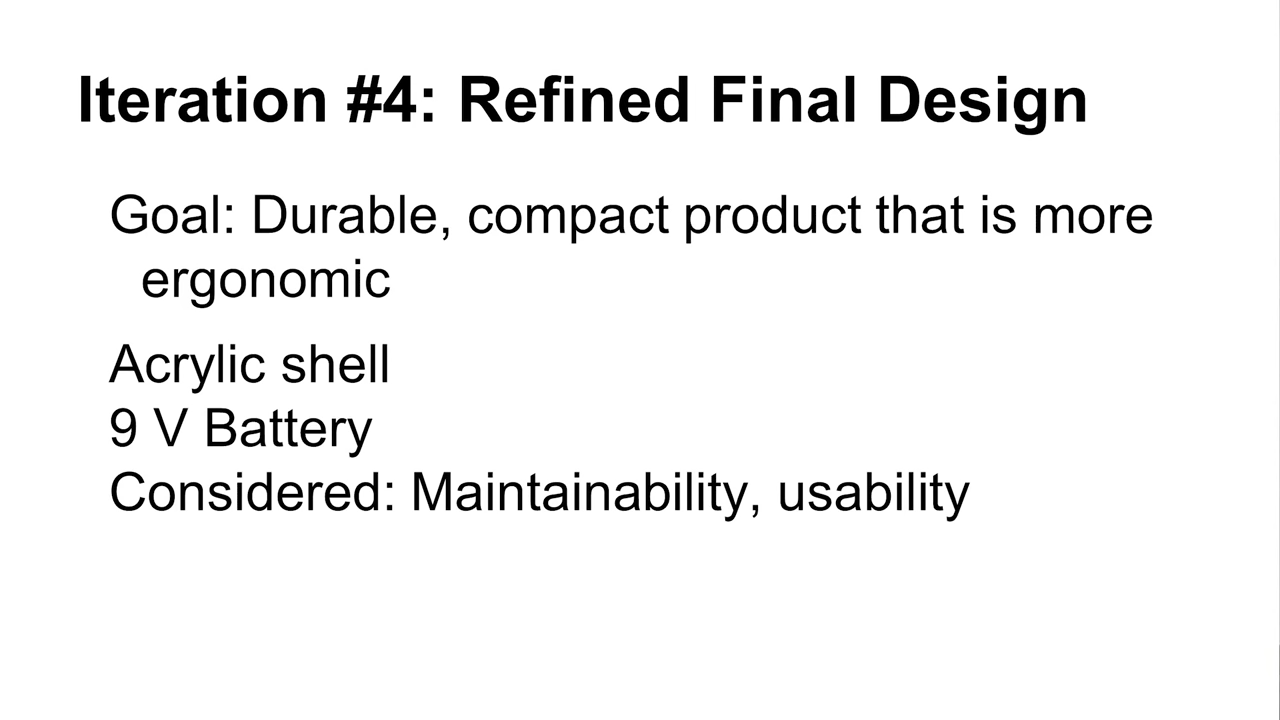 Iteration #4: Refined Final Design
Goal: Durable, compact product that is more
ergonomic
Acrylic shell
9 V Battery
Considered: Maintainability, usability